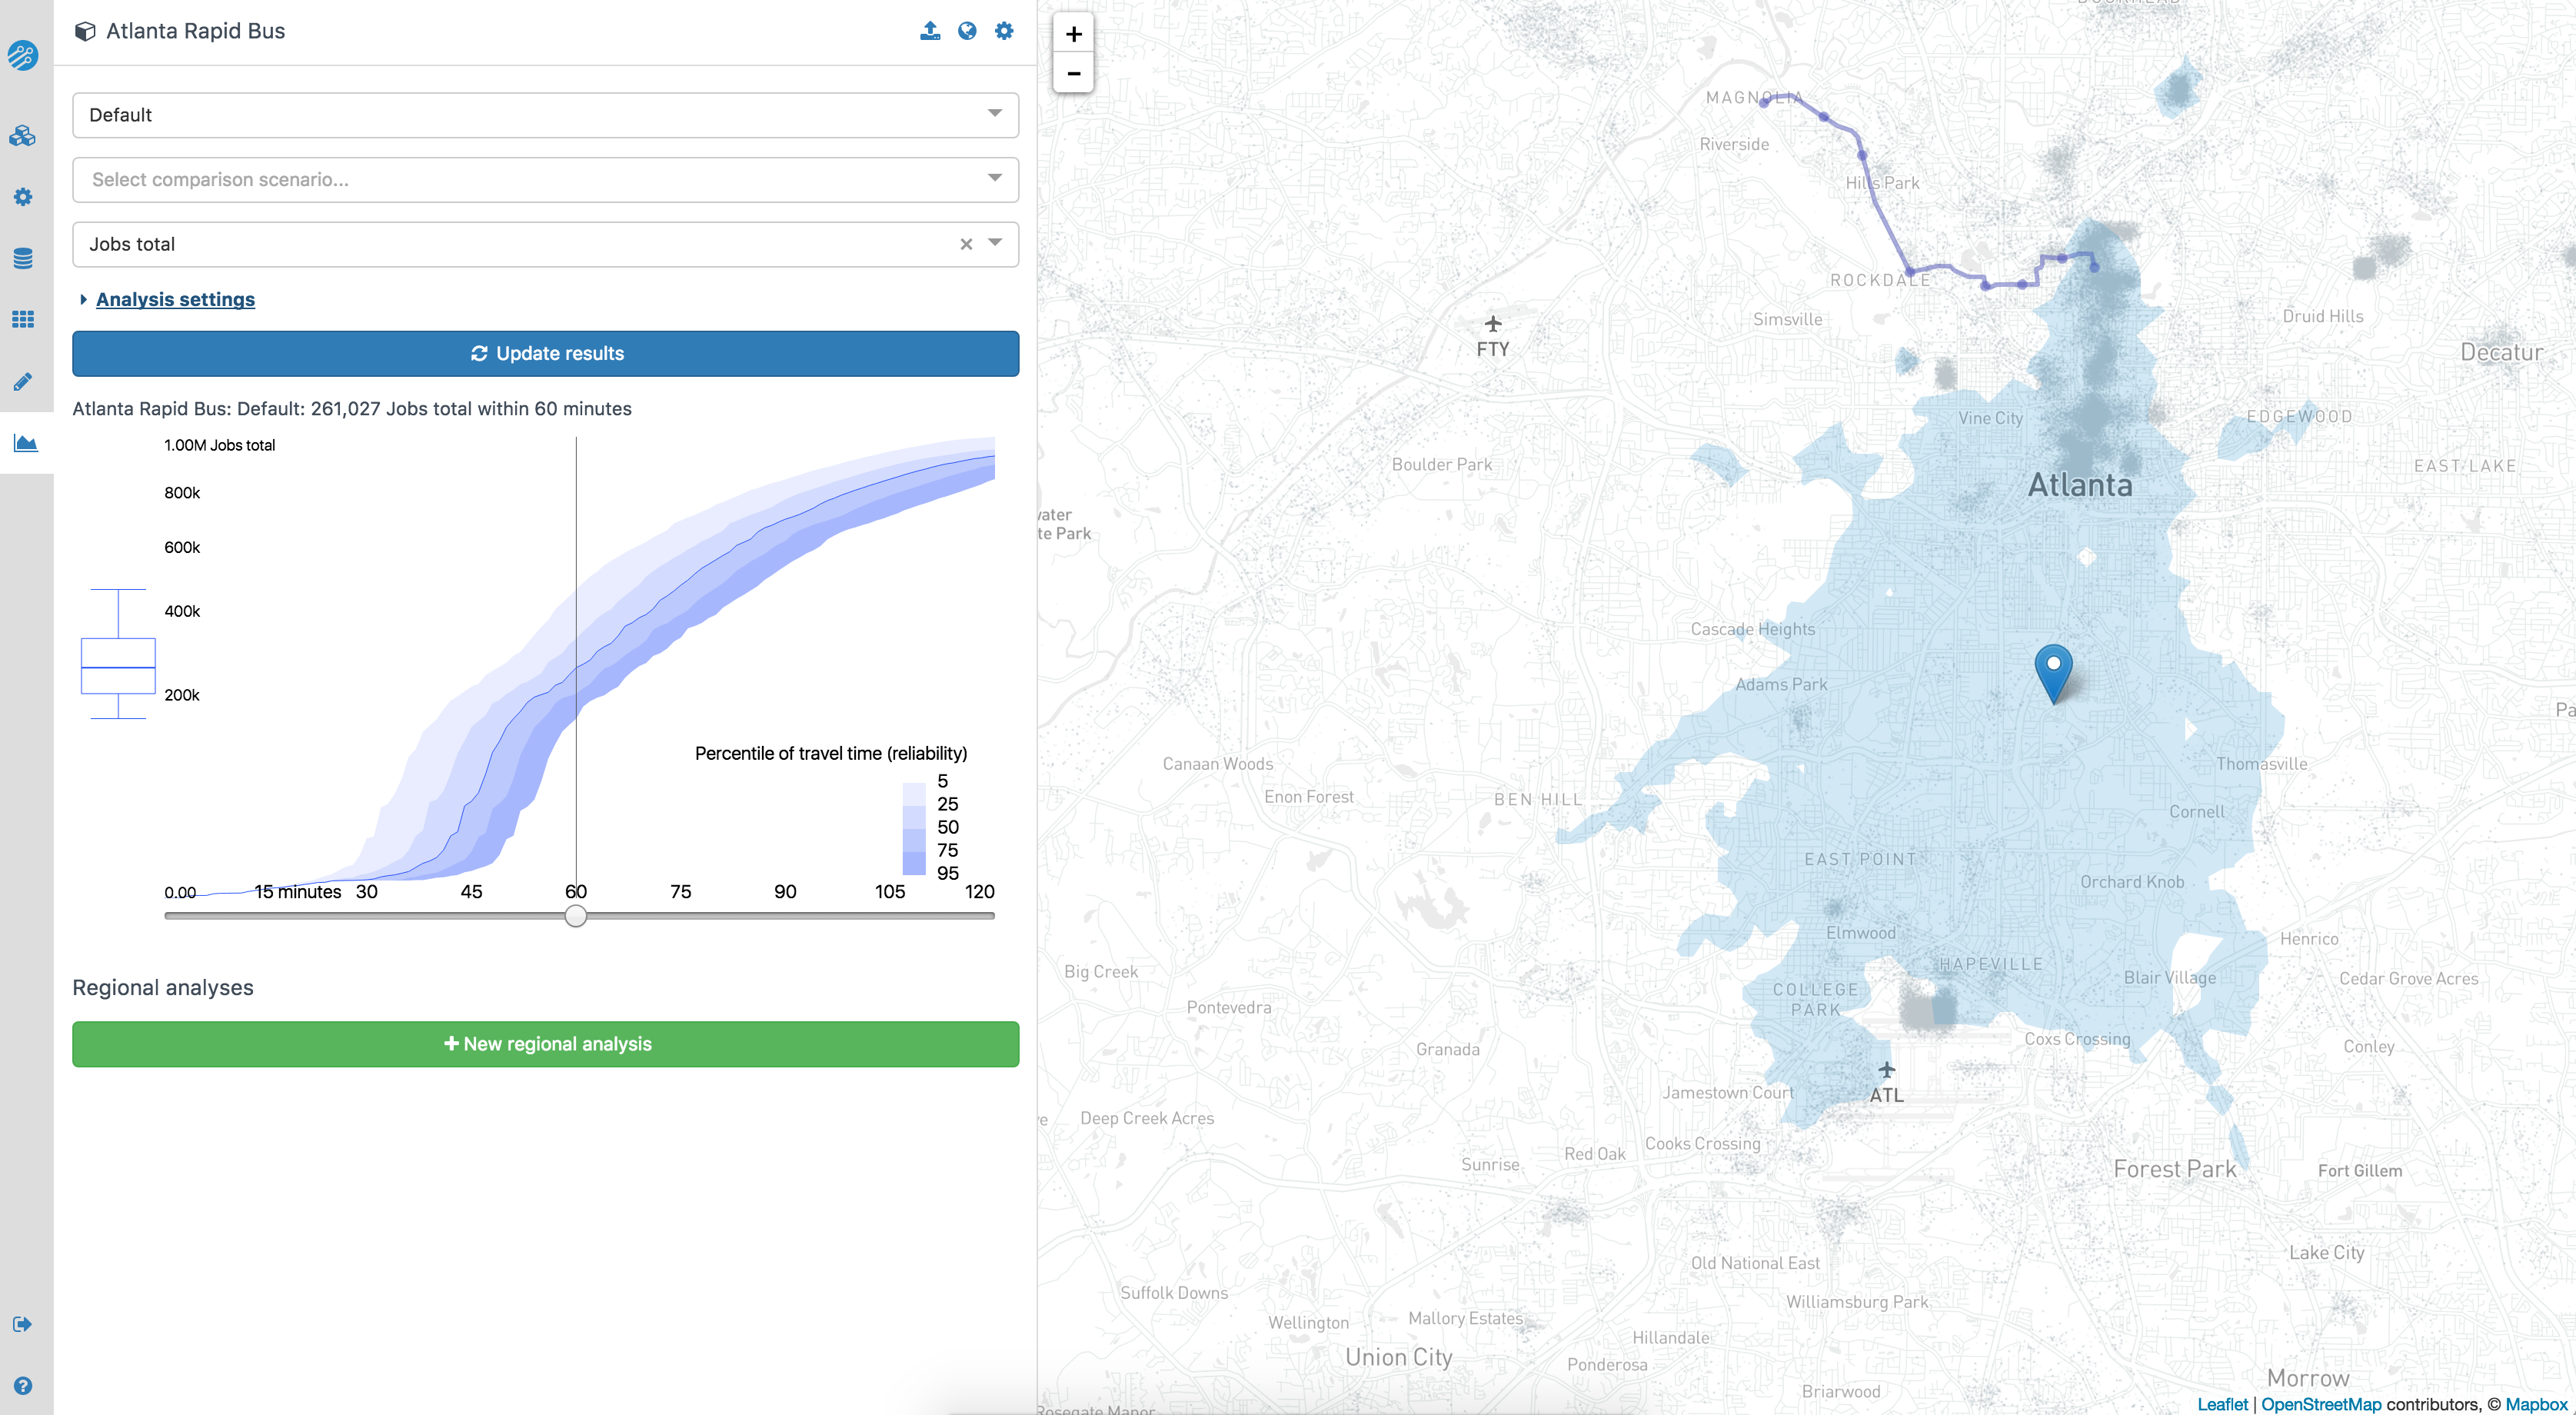 Atlanta Rapid Bus
Default
Select comparison scenario...
Jobs total
Analysis settings
Update results
Atlanta Rapid Bus: Default: 261,027 Jobs total within 60 minutes
1.00M Jobs total
800k
600k
400k
200k
0.00
15 minutes 30 45 60 75 90 105 120
Percentile of travel time (reliability)
5
25
50
75
95
Regional analyses
New regional analysis
+
−
MAGNOLIA
Riverside
Hills Park
ROCKDALE
Simsville
FTY
Druid Hills
Decatur
Vine City
EDGEWOOD
Boulder Park
EAST LAKE
Atlanta
te Park
Cascade Heights
Adams Park
Canaan Woods
Thomasville
Enon Forest
BEN HILL
Cornell
EAST POINT
Orchard Knob
Elmwood
Henrico
HAPEVILLE
Big Creek
Blair Village
Cedar Grove Acres
COLLEGE
PARK
Pontevedra
Coxs Crossing
Granada
Conley
Jamestown Court
ATL
Deep Creek Acres
Cooks Crossing
Red Oak
Sunrise
Forest Park
Fort Gillem
Lake City
Old National East
Suffolk Downs
Williamsburg Park
Wellington
Mallory Estates
Hillandale
Union City
Ponderosa
Morrow
Briarwood
Leaflet | OpenStreetMap contributors, © Mapbox